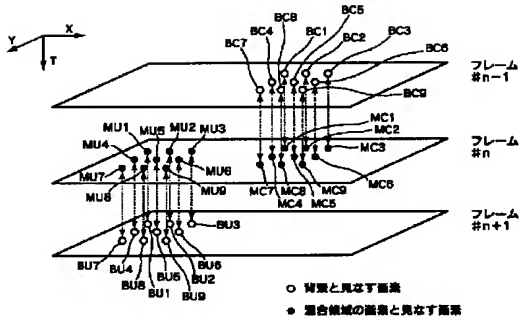 BC5
BC8
BC1
BC3
BC4
BC2
BC7
BC6
Y
X
T
フレーム
#n-1
BC9
MC1
MC2
MU2
MU1
MU5
MU3
MU4
MC3
フレーム
#n
MU7
MU6
MU8
MU9
MC7
MC8
MC9
MC6
MC4
MC5
BU3
フレーム
#n+1
BU7
BU4
BU6
BU8
BU5
BU2
BU1
BU9
背景と見なす画素
混合領域の画素と見なす画素